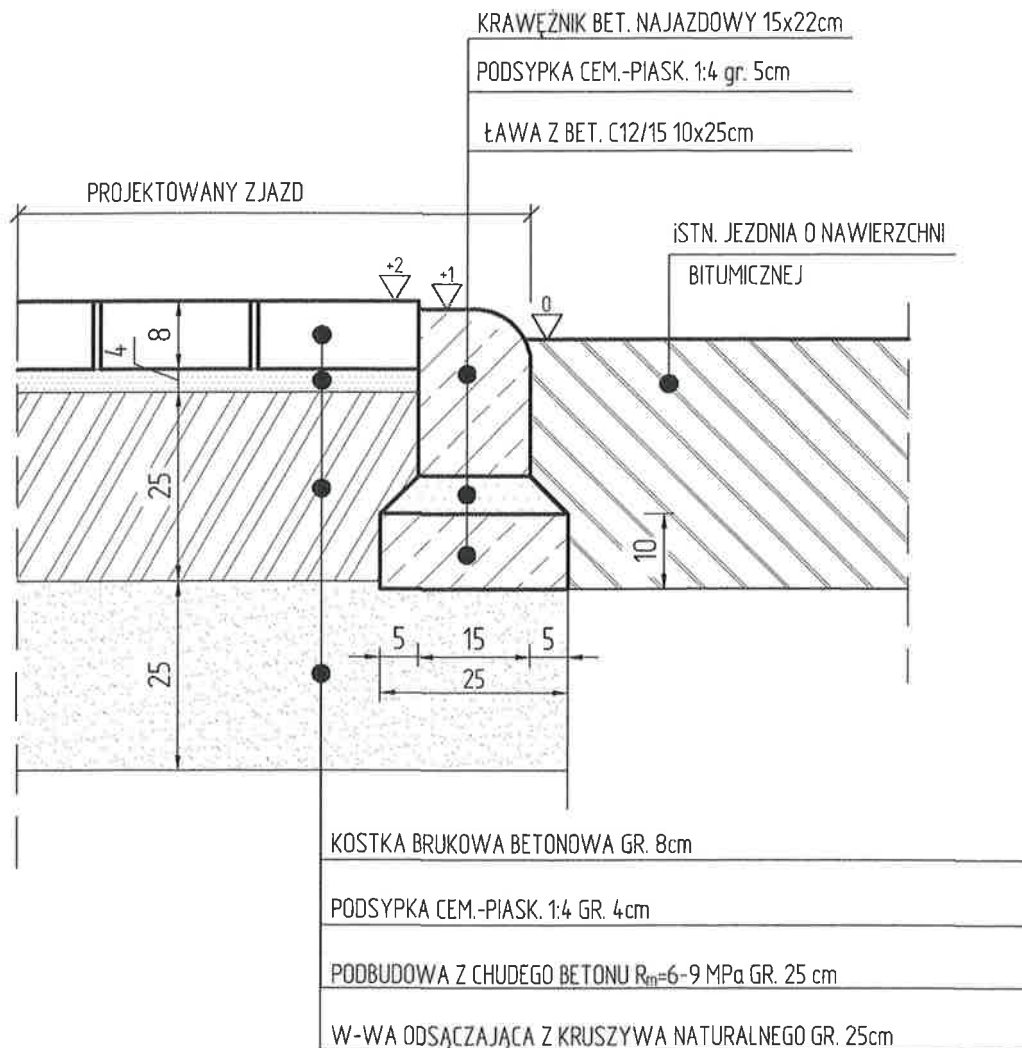 KRAWĘŻNIK BET. NAJAZDOWY 15x22cm
PODSYPKA CEM.-PIASK. 1:4 gr. 5cm
ŁAWA Z BET. C12/15 10x25cm
PROJEKTOWANY ZJAZD
iSTN. JEZDNIA O NAWIERZCHNI
BITUMICZNEJ
+2
+1
0
8
4
25
10
5 15 5
25
25
KOSTKA BRUKOWA BETONOWA GR. 8cm
PODSYPKA CEM.-PIASK. 1:4 GR. 4cm
PODBUDOWA Z CHUDEGO BETONU Rm=6-9 MPa GR. 25 cm
W-WA ODSĄCZAJĄCA Z KRUSZYWA NATURALNEGO GR. 25cm